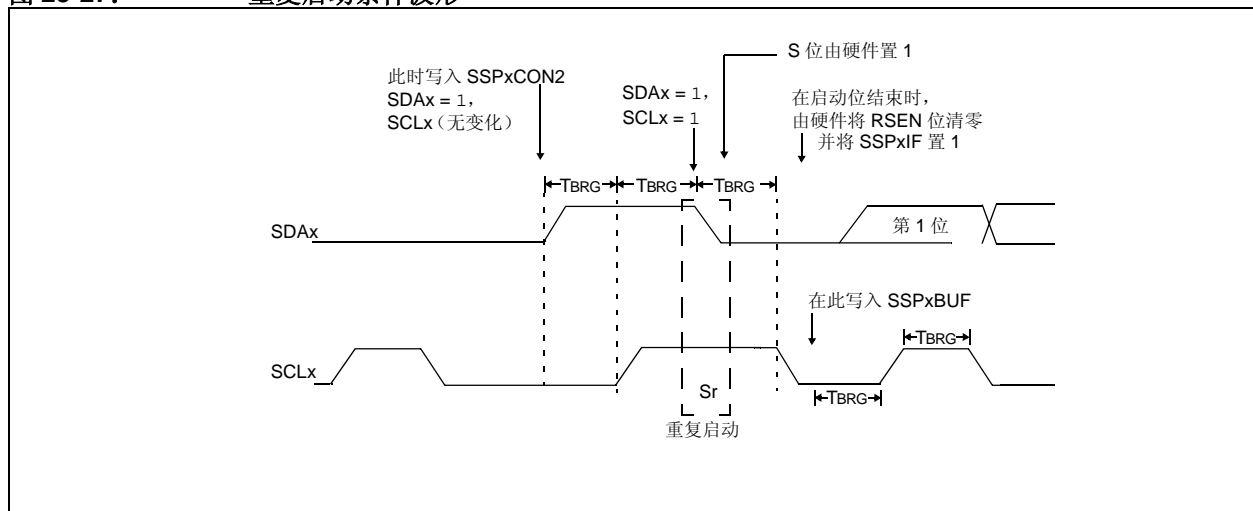 此时写入 SSPxCON2
SDAx = 1，
SCLx（无变化）
SDAx = 1，
SCLx = 1
S 位由硬件置 1
在启动位结束时，
由硬件将 RSEN 位清零
并将 SSPxIF 置 1
TBRG
TBRG
TBRG
SDAx
第 1 位
在此写入 SSPxBUF
TBRG
SCLx
Sr
TBRG
重复启动